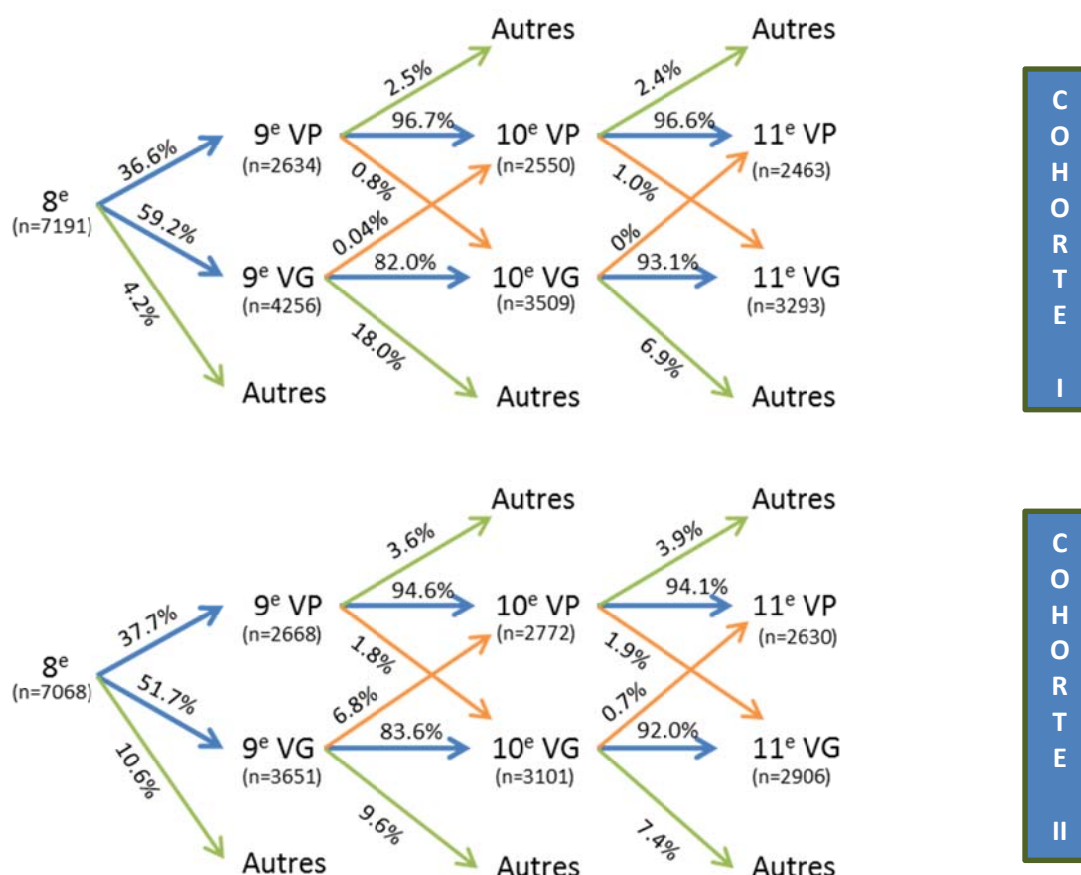 Autres
Autres
2.5%
2.4%
9e VP
96.7%
10e VP
96.6%
11e VP
(n=2634)
(n=2550)
(n=2463)
36.6%
0.8%
1.0%
8e
(n=7191)
59.2%
0.04%
0%
9e VG
82.0%
10e VG
93.1%
11e VG
(n=4256)
(n=3509)
(n=3293)
4.2%
18.0%
6.9%
Autres
Autres
Autres
COHORTE I
Autres
Autres
3.6%
3.9%
9e VP
94.6%
10e VP
94.1%
11e VP
(n=2668)
(n=2772)
(n=2630)
37.7%
1.8%
1.9%
8e
(n=7068)
51.7%
6.8%
0.7%
9e VG
83.6%
10e VG
92.0%
11e VG
(n=3651)
(n=3101)
(n=2906)
10.6%
9.6%
7.4%
Autres
Autres
Autres
COHORTE II